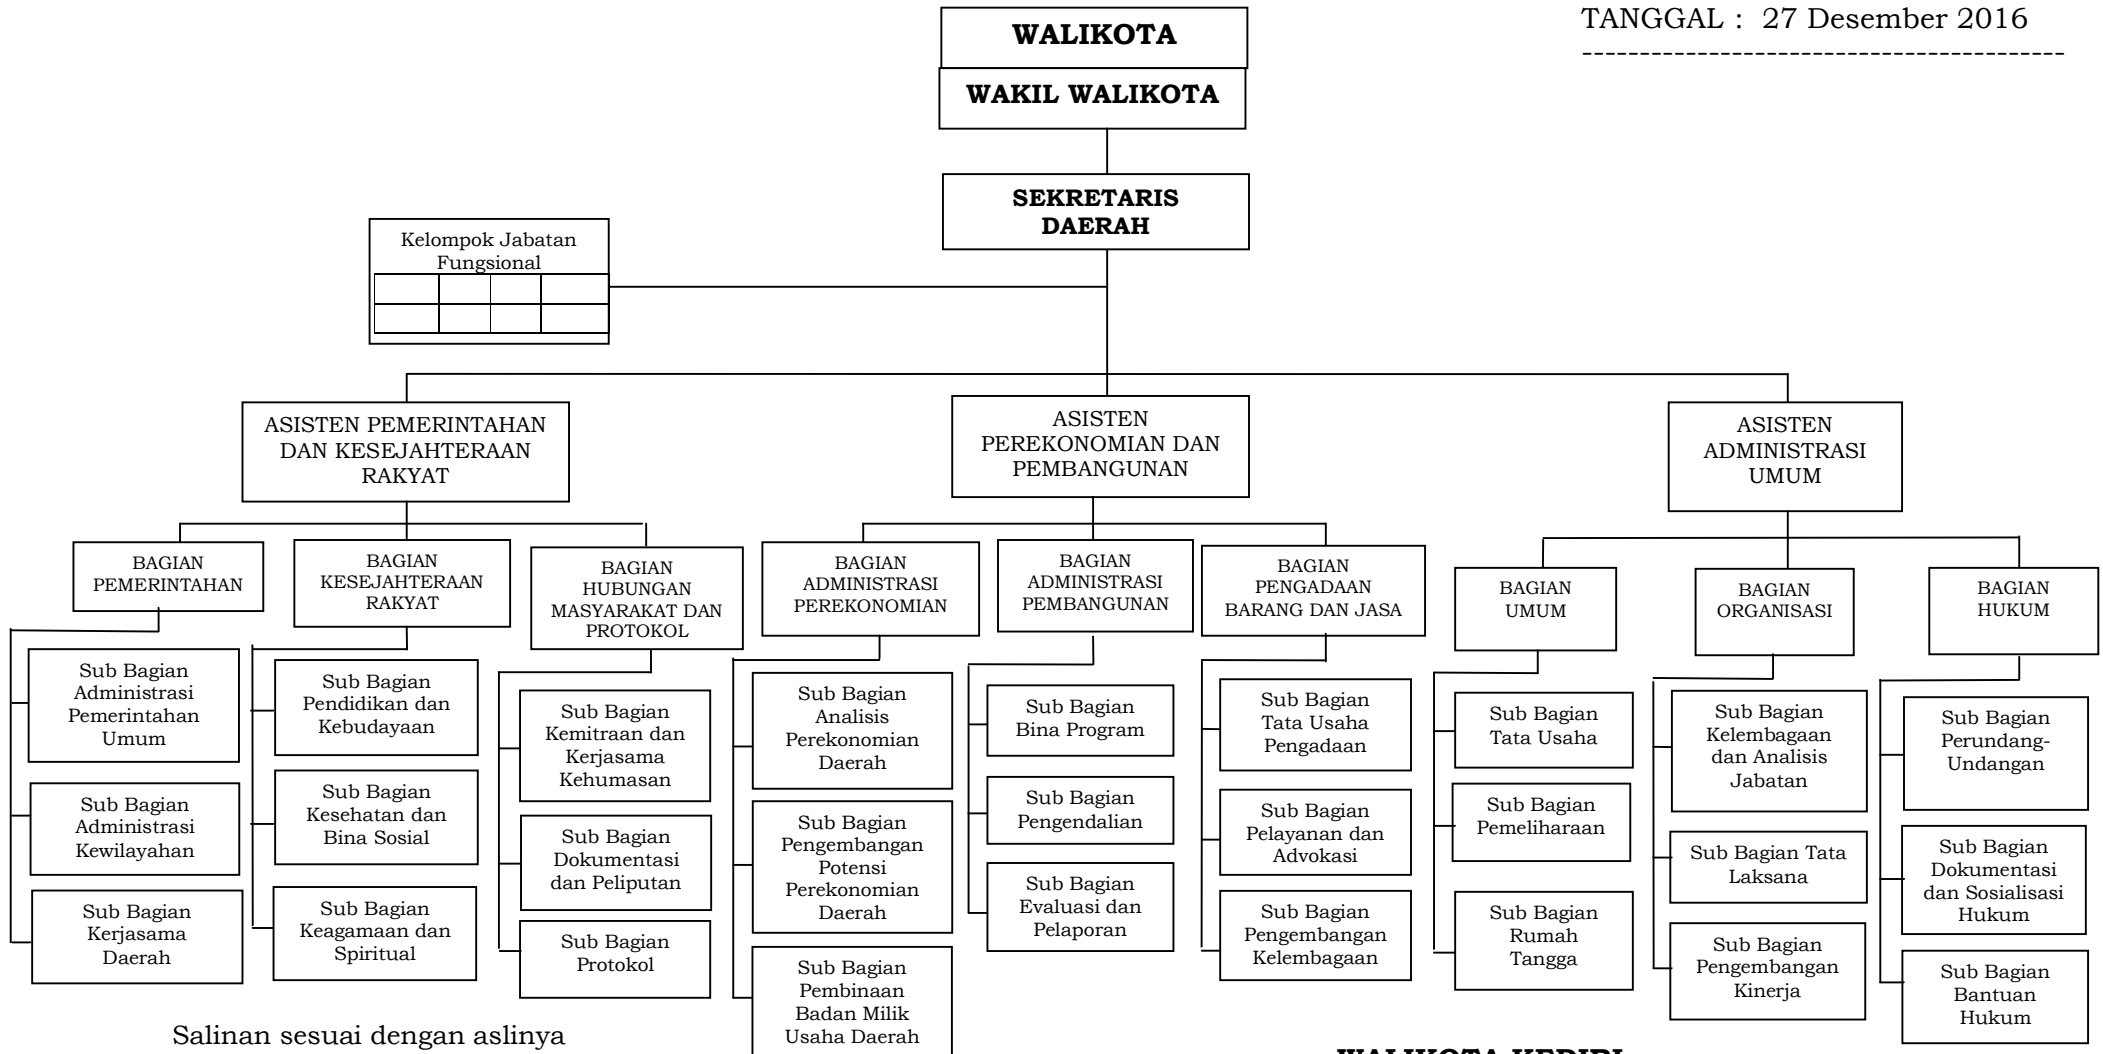 TANGGAL : 27 Desember 2016
-------------------------------------------
WALIKOTA
WAKIL WALIKOTA
SEKRETARIS
DAERAH
Kelompok Jabatan
Fungsional
ASISTEN PEMERINTAHAN
DAN KESEJAHTERAAN
RAKYAT
ASISTEN
PEREKONOMIAN DAN
PEMBANGUNAN
ASISTEN
ADMINISTRASI
UMUM
BAGIAN
PEMERINTAHAN
BAGIAN
KESEJAHTERAAN
RAKYAT
BAGIAN
HUBUNGAN
MASYARAKAT DAN
PROTOKOL
BAGIAN
ADMINISTRASI
PEREKONOMIAN
BAGIAN
ADMINISTRASI
PEMBANGUNAN
BAGIAN
PENGADAAN
BARANG DAN JASA
BAGIAN
UMUM
BAGIAN
ORGANISASI
BAGIAN
HUKUM
Sub Bagian
Administrasi
Pemerintahan
Umum
Sub Bagian
Administrasi
Kewilayahan
Sub Bagian
Kerjasama
Daerah
Sub Bagian
Pendidikan dan
Kebudayaan
Sub Bagian
Kesehatan dan
Bina Sosial
Sub Bagian
Keagamaan dan
Spiritual
Sub Bagian
Kemitraan dan
Kerjasama
Kehumasan
Sub Bagian
Dokumentasi
dan Peliputan
Sub Bagian
Protokol
Sub Bagian
Analisis
Perekonomian
Daerah
Sub Bagian
Pengembangan
Potensi
Perekonomian
Daerah
Sub Bagian
Pembinaan
Badan Milik
Usaha Daerah
Sub Bagian
Bina Program
Sub Bagian
Pengendalian
Sub Bagian
Evaluasi dan
Pelaporan
Sub Bagian
Tata Usaha
Pengadaan
Sub Bagian
Pelayanan dan
Advokasi
Sub Bagian
Pengembangan
Kelembagaan
Sub Bagian
Tata Usaha
Sub Bagian
Pemeliharaan
Sub Bagian
Rumah
Tangga
Sub Bagian
Kelembagaan
dan Analisis
Jabatan
Sub Bagian Tata
Laksana
Sub Bagian
Pengembangan
Kinerja
Sub Bagian
Perundang-
Undangan
Sub Bagian
Dokumentasi
dan Sosialisasi
Hukum
Sub Bagian
Bantuan
Hukum
Salinan sesuai dengan aslinya
WALIKOTA KEDIRI